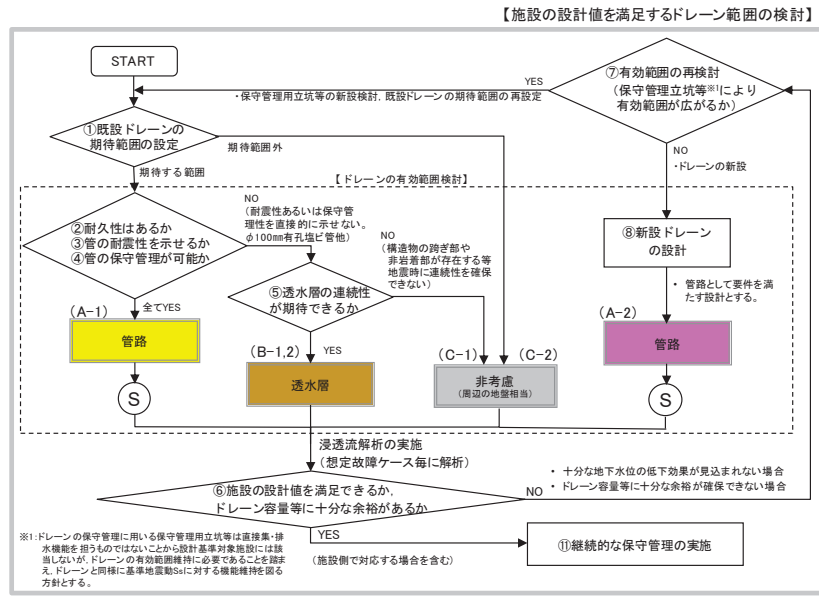 【施設の設計値を満足するドレーン範囲の検討】
START
YES
⑦有効範囲の再検討
(保守管理立坑等※1により
有効範囲が広がるか)
・保守管理用立坑等の新設検討，既設ドレーンの期待範囲の再設定
①既設ドレーンの
期待範囲の設定
期待範囲外
期待する範囲
NO
・ドレーンの新設
【ドレーンの有効範囲検討】
②耐久性はあるか
③管の耐震性を示せるか
④管の保守管理が可能か
NO
(耐震性あるいは保守管
理性を直接的に示せない。
φ100mm有孔塩ビ管他)
NO
(構造物の跨ぎ部や
非岩着部が存在する等
地震時に連続性を確保
できない)
⑧新設ドレーン
の設計
・ 管路として要件を満
たす設計とする。
⑤透水層の連続性
が期待できるか
(A-1)
全てYES
管路
S
(B-1,2)
YES
透水層
(C-1)
(C-2)
非考慮
(周辺の地盤相当)
(A-2)
管路
S
浸透流解析の実施
(想定故障ケース毎に解析)
⑥施設の設計値を満足できるか，
ドレーン容量等に十分な余裕があるか
NO
・ 十分な地下水位の低下効果が見込まれない場合
・ ドレーン容量等に十分な余裕が確保できない場合
YES
(施設側で対応する場合を含む)
⑪継続的な保守管理の実施
※1:ドレーンの保守管理に用いる保守管理用立坑等は直接集・排
水機能を担うものではないことから設計基準対象施設には該
当しないが，ドレーンの有効範囲維持に必要であることを踏ま
え，ドレーンと同様に基準地震動Ssに対する機能維持を図る
方針とする。